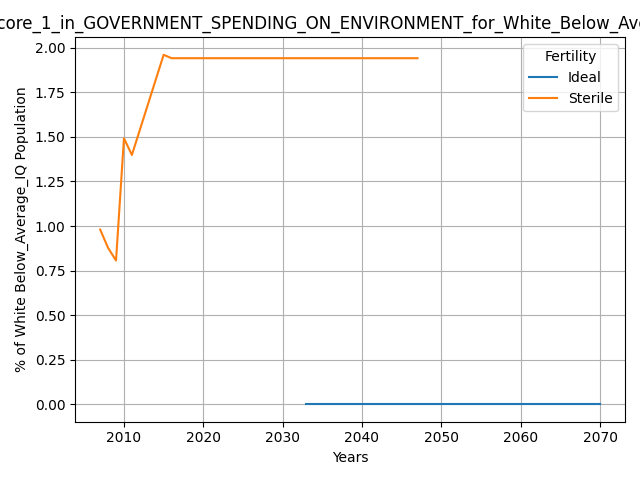 core_1_in_GOVERNMENT_SPENDING_ON_ENVIRONMENT_for_White_Below_Ave
2.00
1.75
1.50
1.25
1.00
0.75
0.50
0.25
0.00
% of White Below_Average_IQ Population
Fertility
Ideal
Sterile
2010 2020 2030 2040 2050 2060 2070
Years